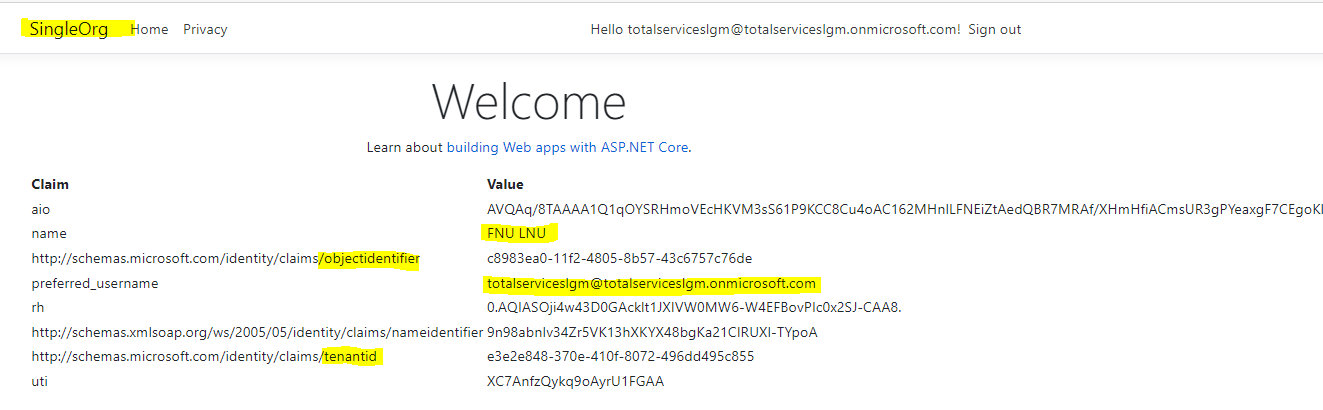 SingleOrg Home Privacy Hello totalserviceslgm@totalserviceslgm.onmicrosoft.com! Sign out
Welcome
Learn about building Web apps with ASP.NET Core.
Claim Value
aio AVQAq/8TAAAA1Q1qOYSRHmoVEcHKVM3sS61P9KCC8Cu4oAC162MHnlLFNEiZtAedQBR7MRAf/XHmHfiACmsUR3gPYeaxgF7CEgoKl
name FNU LNU
http://schemas.microsoft.com/identity/claims/objectidentifier c8983ea0-11f2-4805-8b57-43c6757c76de
preferred_username totalserviceslgm@totalserviceslgm.onmicrosoft.com
rh 0.AQIASOji4w43D0GAcklt1JXIVW0MW6-W4EFBovPIc0x2SJ-CAA8.
http://schemas.xmlsoap.org/ws/2005/05/identity/claims/nameidentifier 9n98abnIv34Zr5VK13hXKYX48bgKa21ClRUXI-TYpoA
http://schemas.microsoft.com/identity/claims/tenantid e3e2e848-370e-410f-8072-496dd495c855
uti XC7AnfzQykq9oAyrU1FGAA